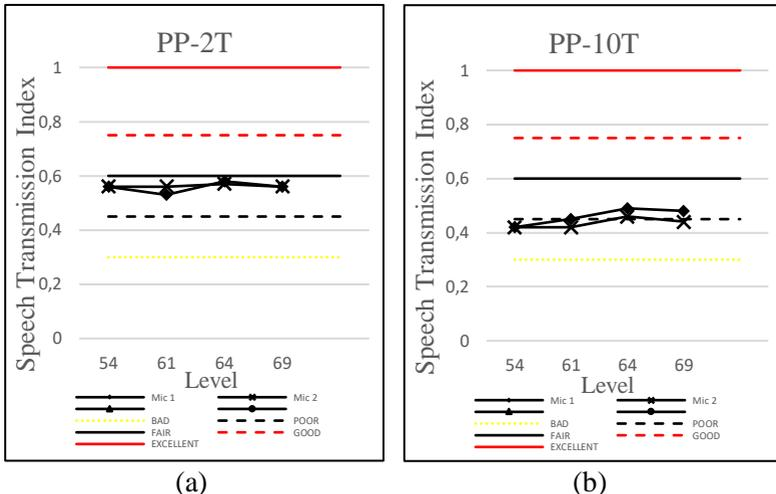 PP-2T
Speech Transmission Index
1
0,8
0,6
0,4
0,2
0
54 61 64 69
Level
Mic 1 Mic 2
BAD POOR
FAIR GOOD
EXCELLENT
(a)
PP-10T
Speech Transmission Index
1
0,8
0,6
0,4
0,2
0
54 61 64 69
Level
Mic 1 Mic 2
BAD POOR
FAIR GOOD
EXCELLENT
(b)